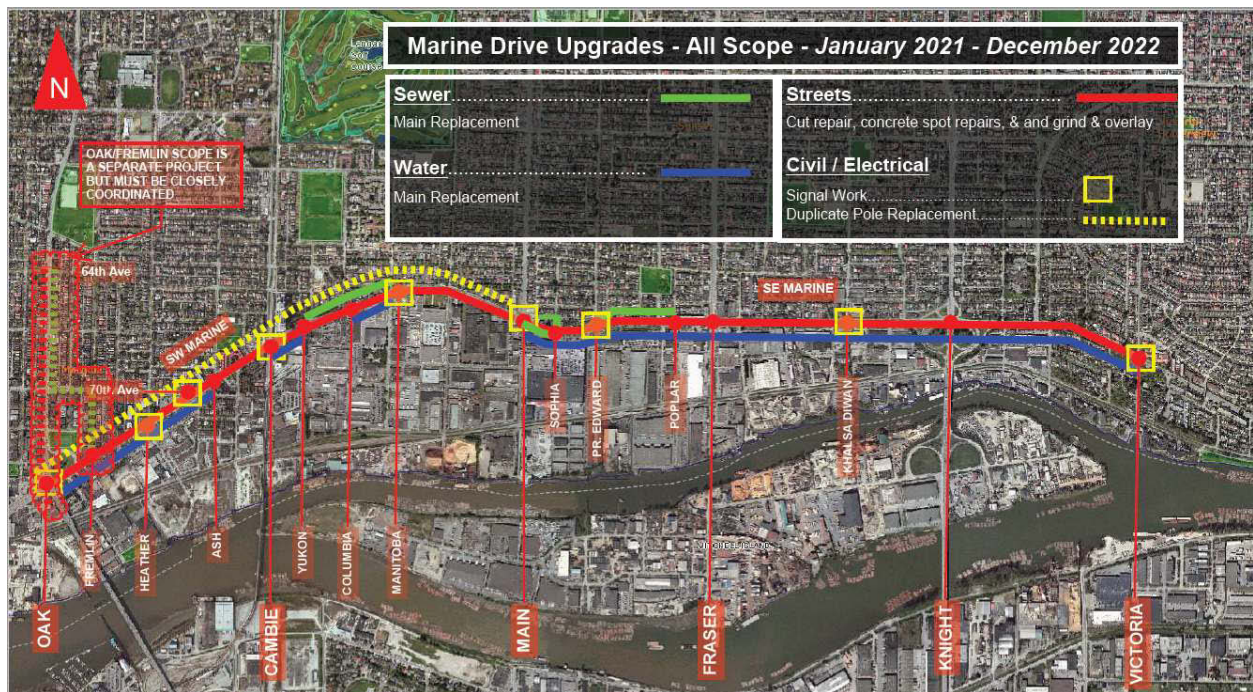 Marine Drive Upgrades - All Scope - January 2021 - December 2022
N
Sewer
Main Replacement
Water
Main Replacement
Streets
Cut repair, concrete spot repairs, & and grind & overlay
Civil / Electrical
Signal Work
Duplicate Pole Replacement
OAK/FREMLIN SCOPE IS
A SEPARATE PROJECT
BUT MUST BE CLOSELY
COORDINATED
64th Ave
SW MARINE
70th Ave
SE MARINE
OAK
FREMLIN
HEATHER
ASH
CAMBIE
YUKON
COLUMBIA
MANITOBA
MAIN
SOPHIA
PR. EDWARD
POPLAR
FRASER
KHALSA DIWAN
KNIGHT
VICTORIA